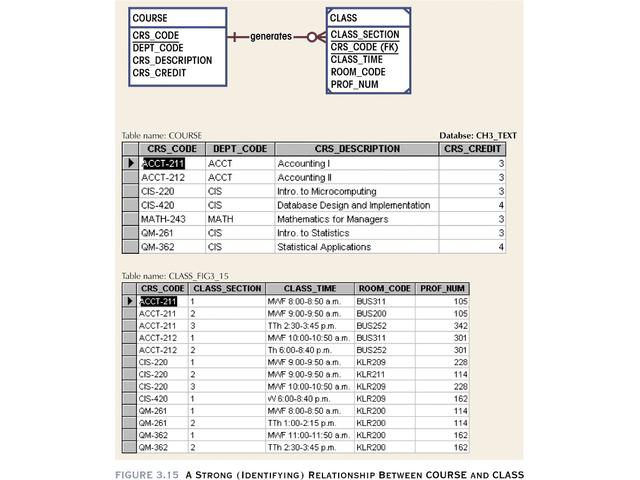 COURSE
CRS_CODE
DEPT_CODE
CRS_DESCRIPTION
CRS_CREDIT
generates
CLASS
CLASS_SECTION
CRS_CODE (FK)
CLASS_TIME
ROOM_CODE
PROF_NUM
Table name: COURSE Databse: CH3_TEXT
CRS_CODE DEPT_CODE CRS_DESCRIPTION CRS_CREDIT
ACCT-211 ACCT Accounting I 3
ACCT-212 ACCT Accounting II 3
CIS-220 CIS Intro. to Microcomputing 3
CIS-420 CIS Database Design and Implementation 4
MATH-243 MATH Mathematics for Managers 3
QM-261 CIS Intro. to Statistics 3
QM-362 CIS Statistical Applications 4
Table name: CLASS_FIG3_15
CRS_CODE CLASS_SECTION CLASS_TIME ROOM_CODE PROF_NUM
ACCT-211 1 MWF 8:00-8:50 a.m. BUS311 105
ACCT-211 2 MWF 9:00-9:50 a.m. BUS200 105
ACCT-211 3 TTh 2:30-3:45 p.m. BUS252 342
ACCT-212 1 MWF 10:00-10:50 a.m. BUS311 301
ACCT-212 2 Th 6:00-8:40 p.m. BUS252 301
CIS-220 1 MWF 9:00-9:50 a.m. KLR209 228
CIS-220 2 MWF 9:00-9:50 a.m. KLR211 114
CIS-220 3 MWF 10:00-10:50 a.m. KLR209 228
CIS-420 1 W 6:00-8:40 p.m. KLR209 162
QM-261 1 MWF 8:00-8:50 a.m. KLR200 114
QM-261 2 TTh 1:00-2:15 p.m. KLR200 114
QM-362 1 MWF 11:00-11:50 a.m. KLR200 162
QM-362 2 TTh 2:30-3:45 p.m. KLR200 162
FIGURE 3.15 A STRONG (IDENTIFYING) RELATIONSHIP BETWEEN COURSE AND CLASS